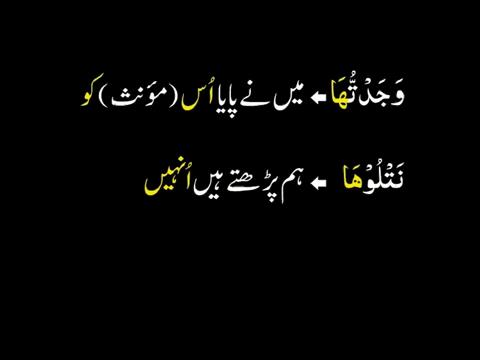 وَجَدْتُّهَا ← میں نے پایا اُس (مؤنث) کو
نَتْلُوْهَا ← ہم پڑھتے ہیں اُنہیں